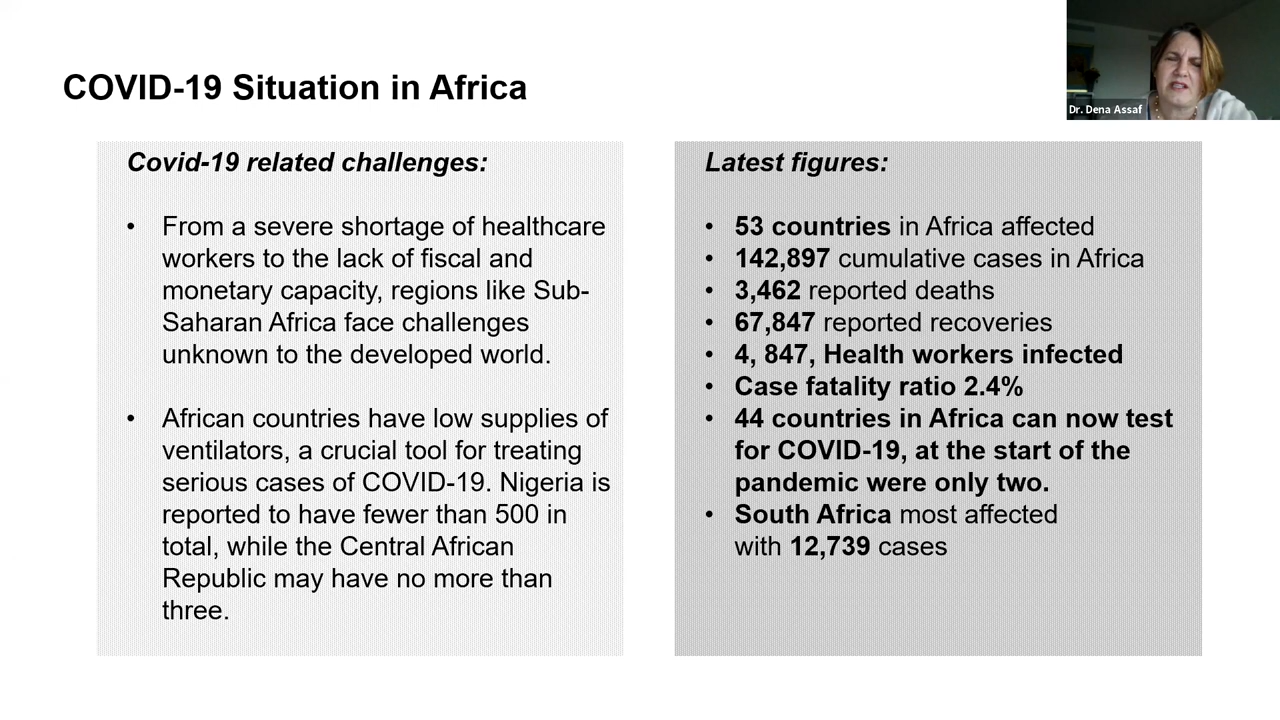 COVID-19 Situation in Africa
Dr. Dena Assaf
Covid-19 related challenges:
• From a severe shortage of healthcare
workers to the lack of fiscal and
monetary capacity, regions like Sub-
Saharan Africa face challenges
unknown to the developed world.
• African countries have low supplies of
ventilators, a crucial tool for treating
serious cases of COVID-19. Nigeria is
reported to have fewer than 500 in
total, while the Central African
Republic may have no more than
three.
Latest figures:
• 53 countries in Africa affected
• 142,897 cumulative cases in Africa
• 3,462 reported deaths
• 67,847 reported recoveries
• 4, 847, Health workers infected
• Case fatality ratio 2.4%
• 44 countries in Africa can now test
for COVID-19, at the start of the
pandemic were only two.
• South Africa most affected
with 12,739 cases